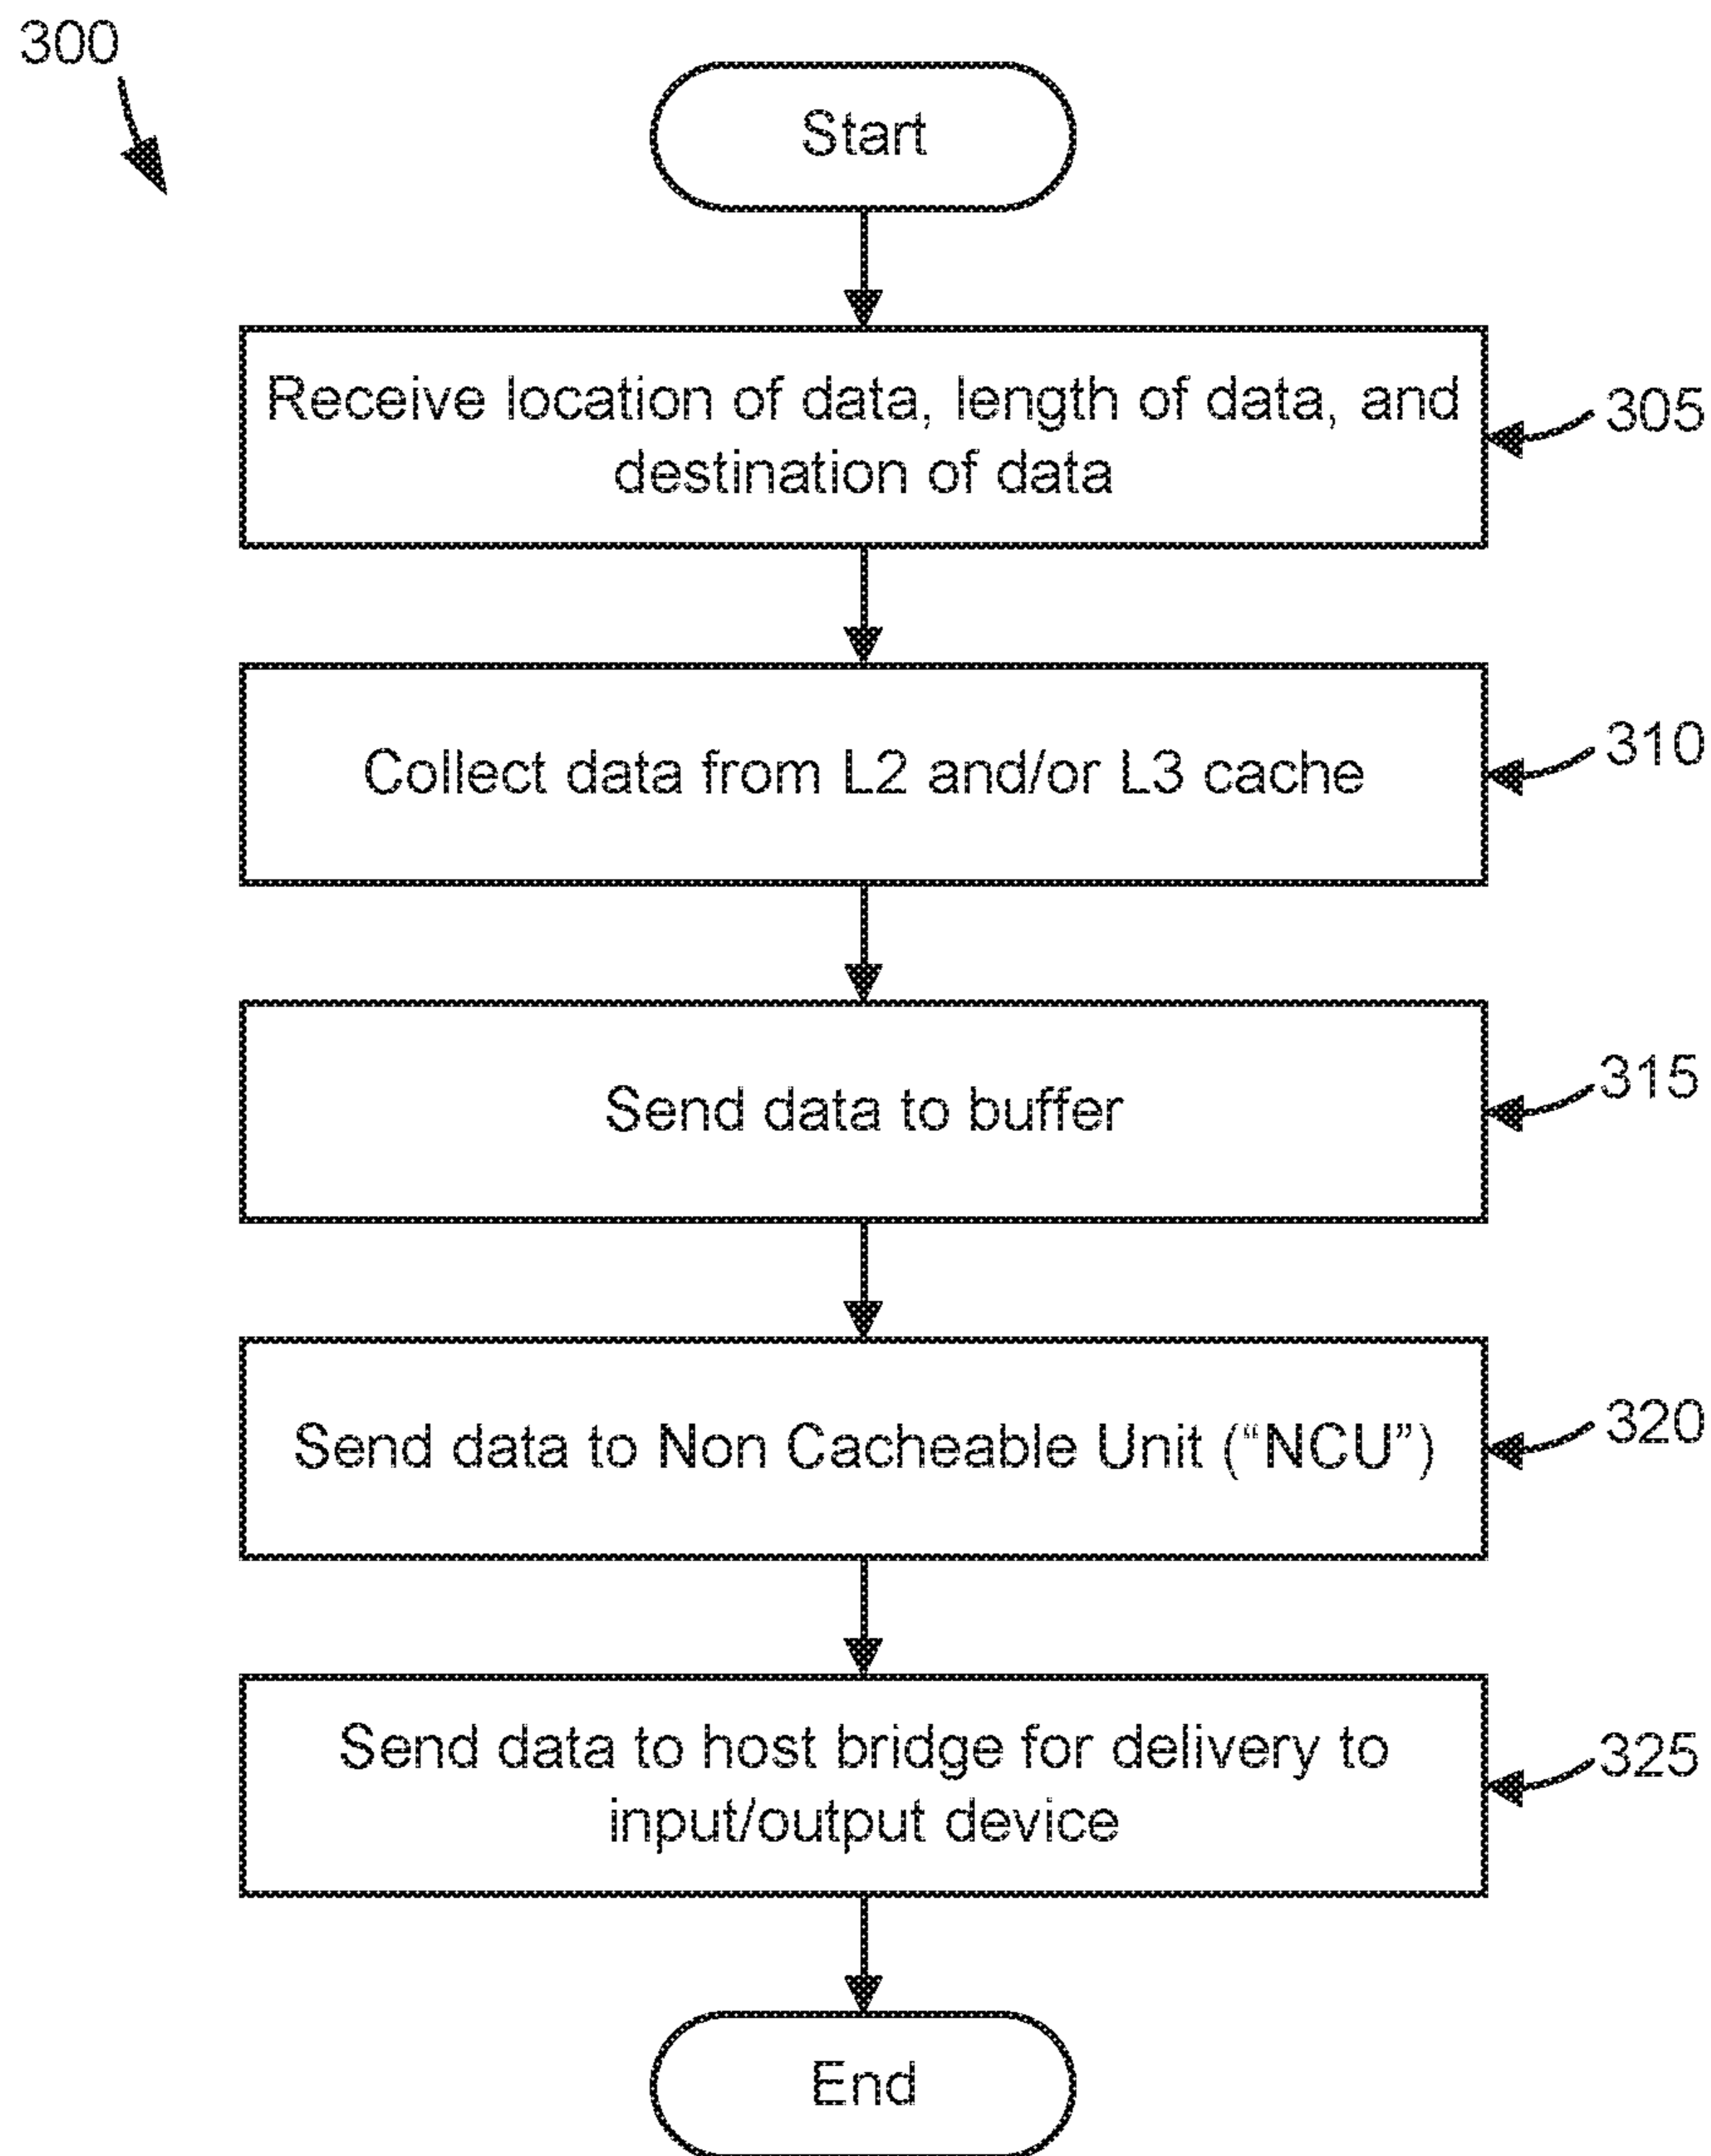 300
Start
Receive location of data, length of data, and
destination of data
305
Collect data from L2 and/or L3 cache
310
Send data to buffer
315
Send data to Non Cacheable Unit (“NCU”)
320
Send data to host bridge for delivery to
input/output device
325
End